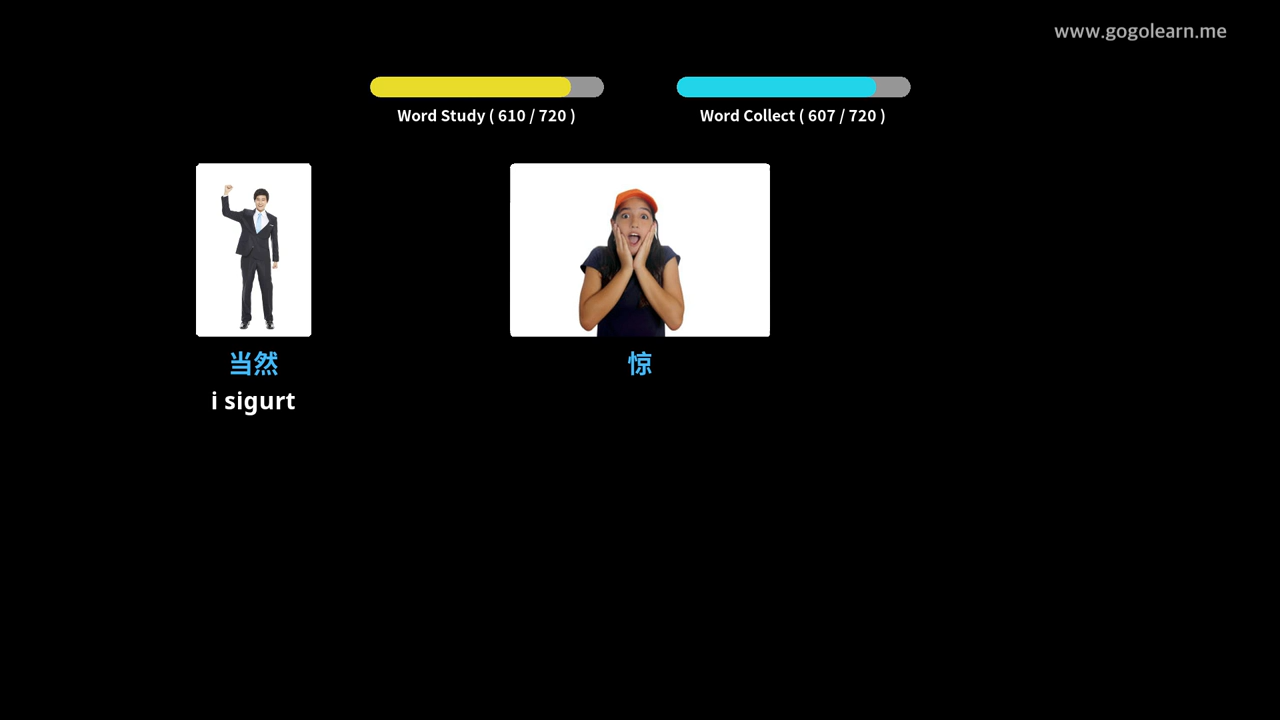 www.gogolearn.me
Word Study ( 610 / 720 )
Word Collect ( 607 / 720 )
当然
i sigurt
惊